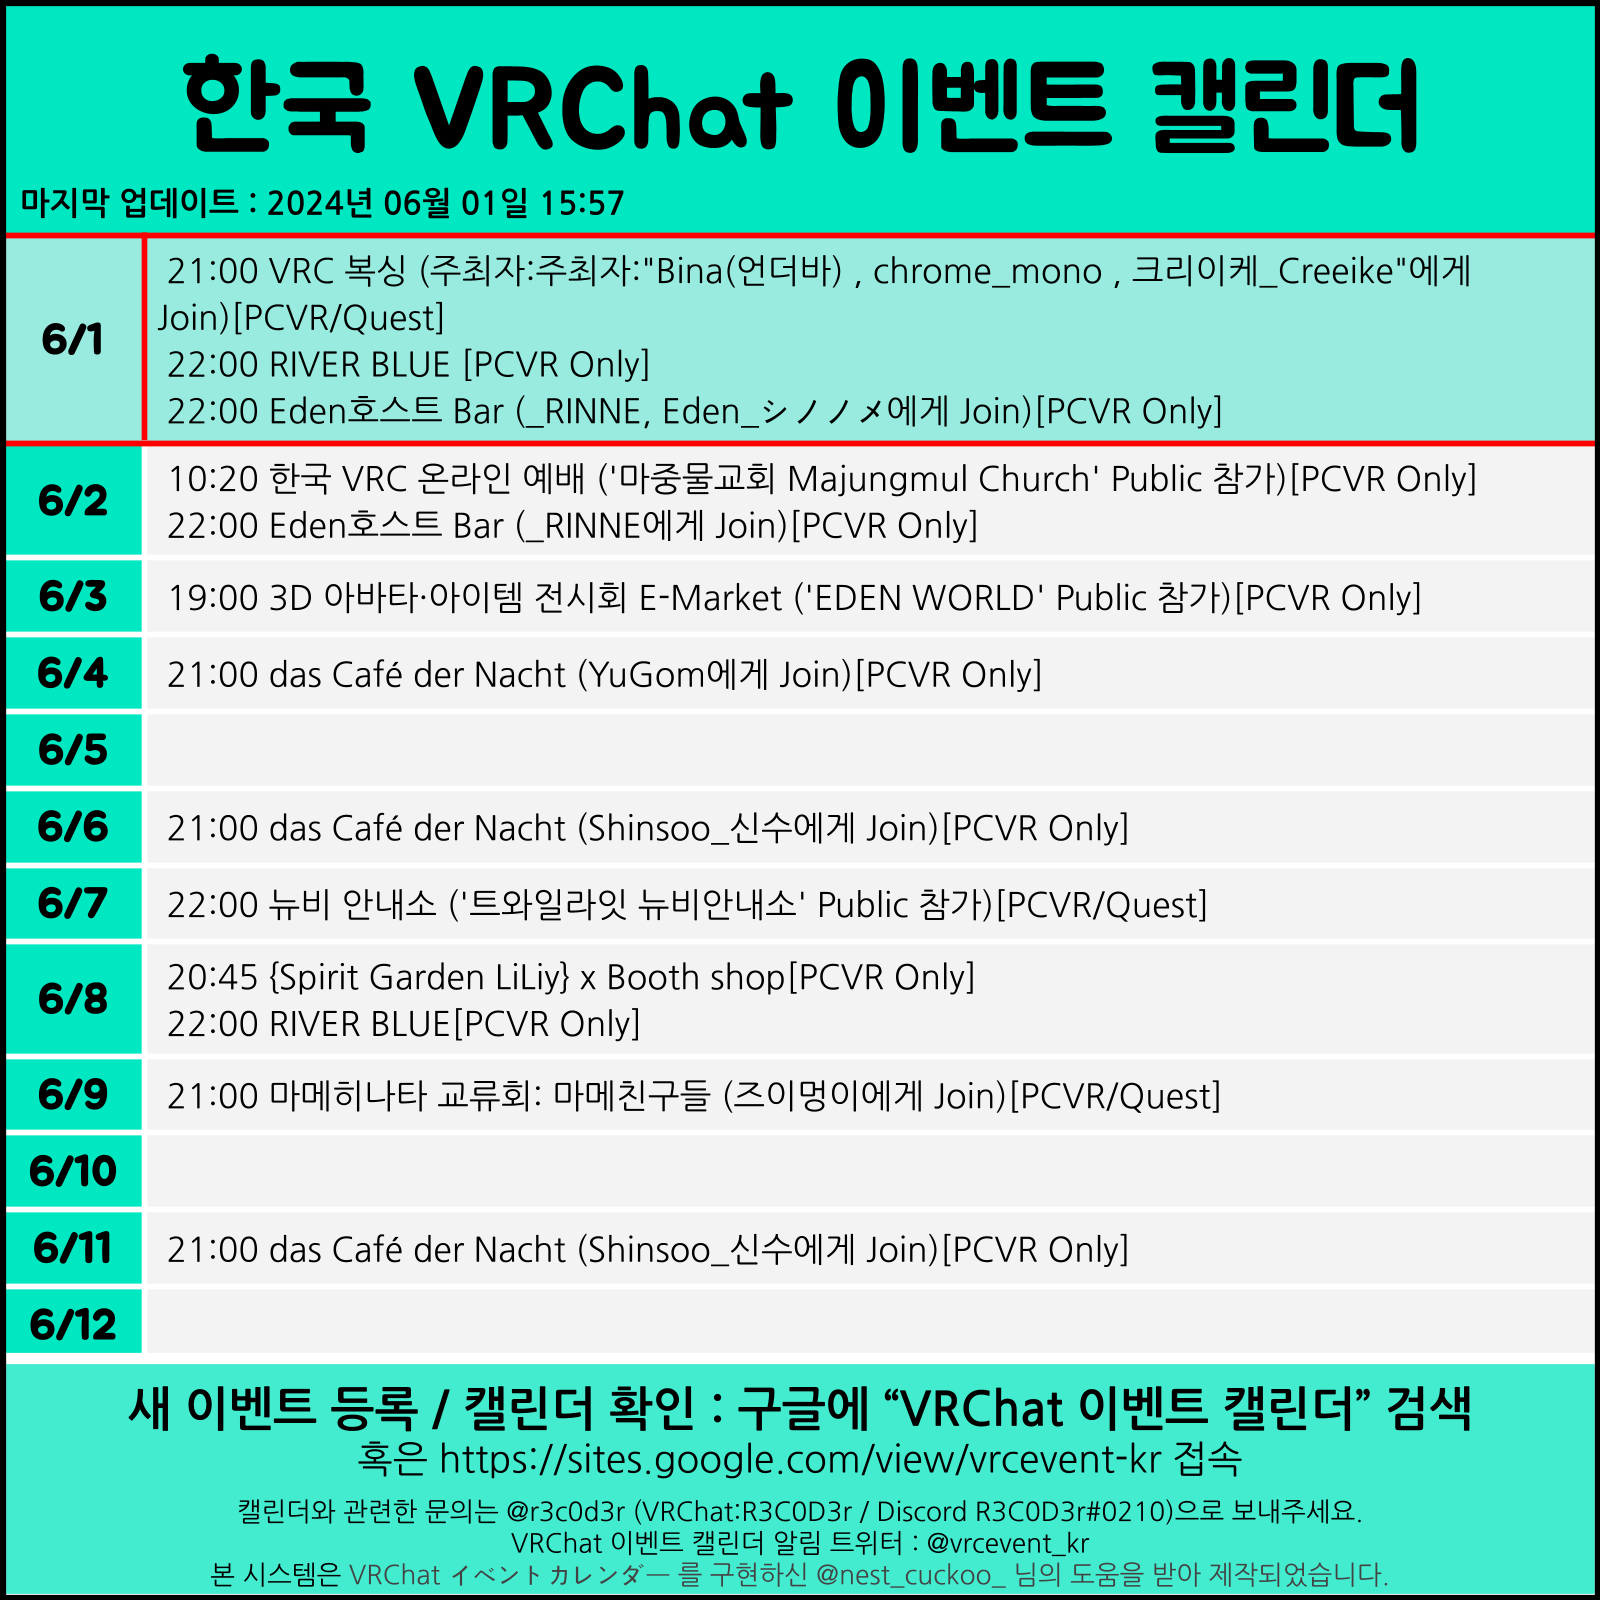 한국 VRChat 이벤트 캘린더
마지막 업데이트 : 2024년 06월 01일 15:57
6/1
21:00 VRC 복싱 (주최자:주최자:"Bina(언더바) , chrome_mono , 크리이케_Creeike"에게
Join)[PCVR/Quest]
22:00 RIVER BLUE [PCVR Only]
22:00 Eden호스트 Bar (_RINNE, Eden_シノノメ에게 Join)[PCVR Only]
6/2
10:20 한국 VRC 온라인 예배 ('마중물교회 Majungmul Church' Public 참가)[PCVR Only]
22:00 Eden호스트 Bar (_RINNE에게 Join)[PCVR Only]
6/3
19:00 3D 아바타·아이템 전시회 E-Market ('EDEN WORLD' Public 참가)[PCVR Only]
6/4
21:00 das Café der Nacht (YuGom에게 Join)[PCVR Only]
6/5
6/6
21:00 das Café der Nacht (Shinsoo_신수에게 Join)[PCVR Only]
6/7
22:00 뉴비 안내소 ('트와일라잇 뉴비안내소' Public 참가)[PCVR/Quest]
6/8
20:45 {Spirit Garden LiLiy} x Booth shop[PCVR Only]
22:00 RIVER BLUE[PCVR Only]
6/9
21:00 마메히나타 교류회: 마메친구들 (즈이멍이에게 Join)[PCVR/Quest]
6/10
6/11
21:00 das Café der Nacht (Shinsoo_신수에게 Join)[PCVR Only]
6/12
새 이벤트 등록 / 캘린더 확인 : 구글에 “VRChat 이벤트 캘린더” 검색
혹은 https://sites.google.com/view/vrcevent-kr 접속
캘린더와 관련한 문의는 @r3c0d3r (VRChat:R3C0D3r / Discord R3C0D3r#0210)으로 보내주세요.
VRChat 이벤트 캘린더 알림 트위터 : @vrcevent_kr
본 시스템은 VRChat イベントカレンダー 를 구현하신 @nest_cuckoo_ 님의 도움을 받아 제작되었습니다.